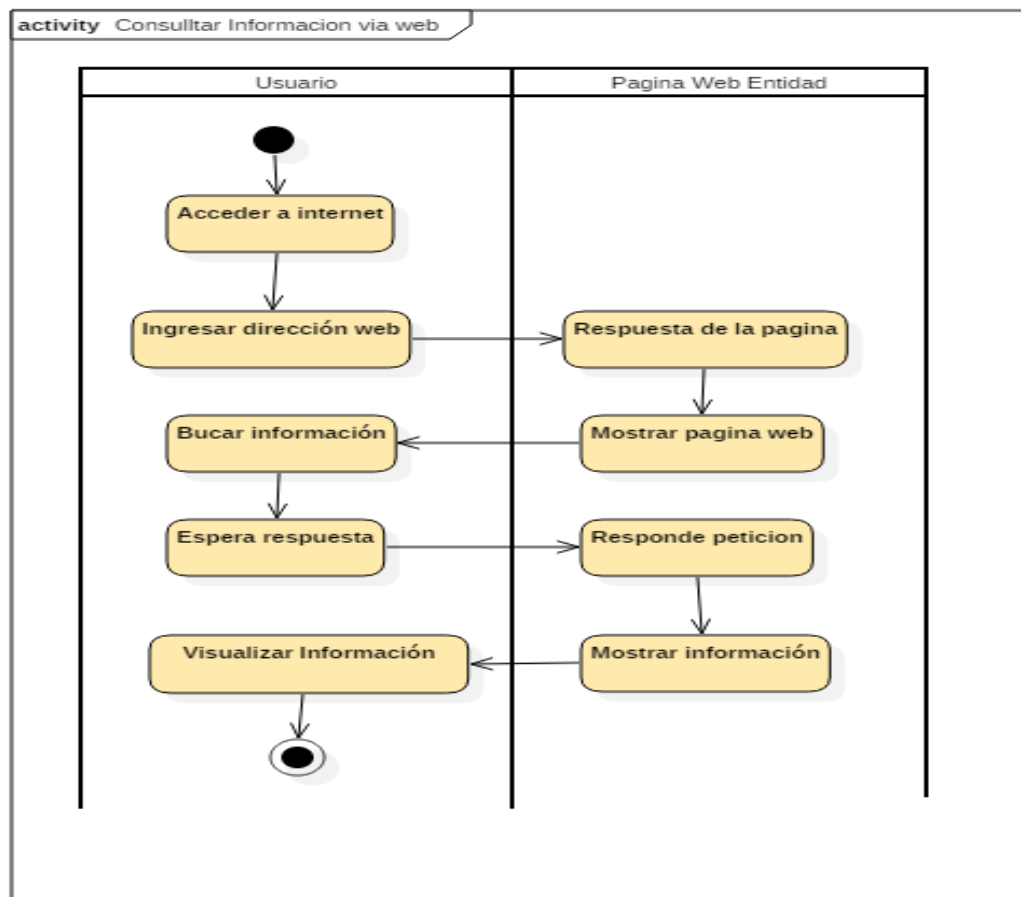 activity Consulltar Informacion via web
Usuario
Pagina Web Entidad
Acceder a internet
Ingresar dirección web
Respuesta de la pagina
Bucar información
Mostrar pagina web
Espera respuesta
Responde peticion
Visualizar Información
Mostrar información